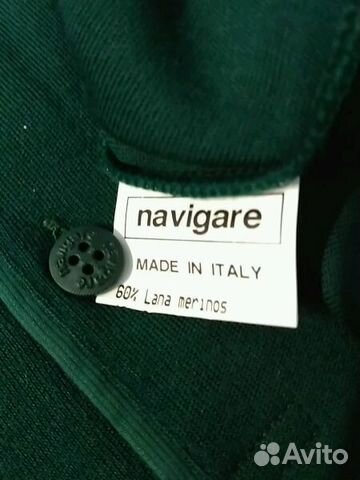 navigare
MADE IN ITALY
60% Lana merinos
Avito